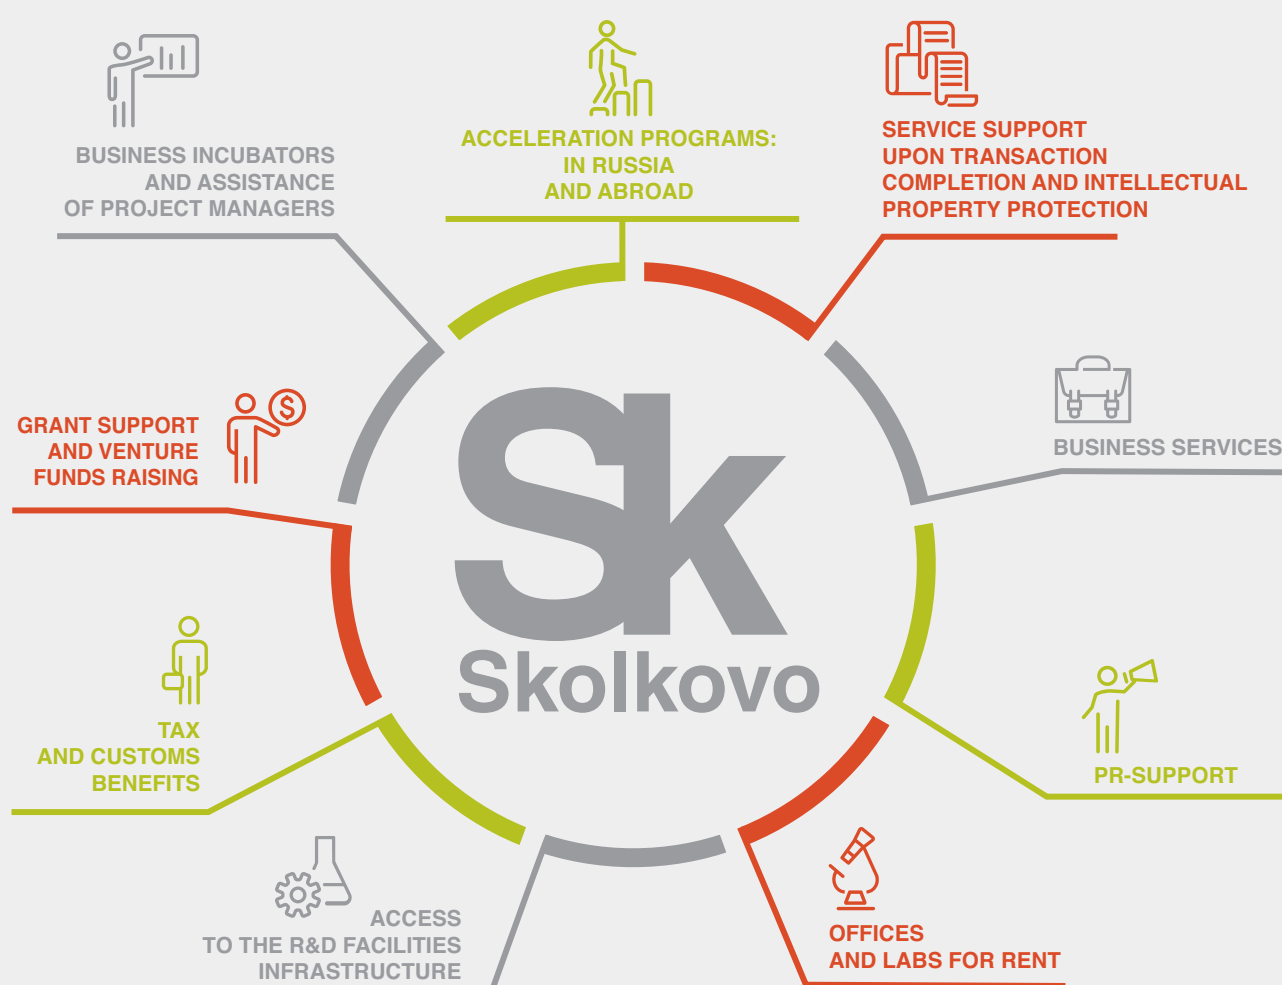 BUSINESS INCUBATORS
AND ASSISTANCE
OF PROJECT MANAGERS
ACCELERATION PROGRAMS:
IN RUSSIA
AND ABROAD
SERVICE SUPPORT
UPON TRANSACTION
COMPLETION AND INTELLECTUAL
PROPERTY PROTECTION
GRANT SUPPORT
AND VENTURE
FUNDS RAISING
$
BUSINESS SERVICES
Sk
Skolkovo
TAX
AND CUSTOMS
BENEFITS
PR-SUPPORT
ACCESS
TO THE R&D FACILITIES
INFRASTRUCTURE
OFFICES
AND LABS FOR RENT